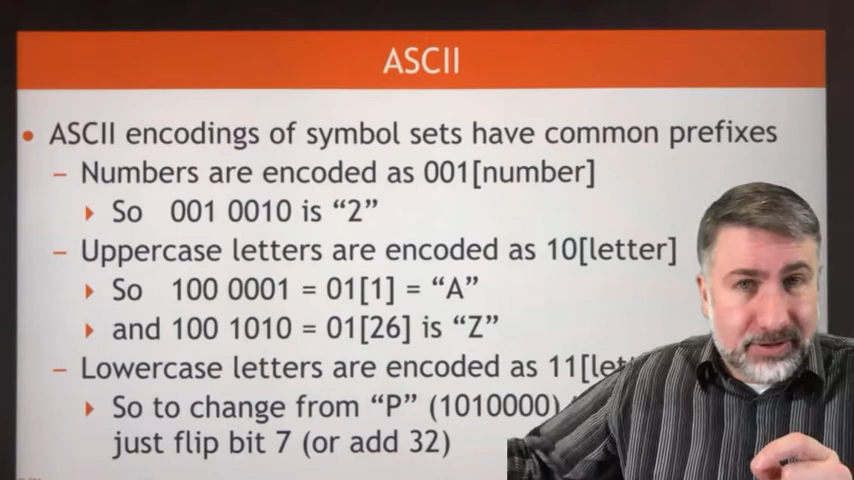 ASCII
• ASCII encodings of symbol sets have common prefixes
– Numbers are encoded as 001[number]
So 001 0010 is “2”
– Uppercase letters are encoded as 10[letter]
So 100 0001 = 01[1] = “A”
and 100 1010 = 01[26] is “Z”
– Lowercase letters are encoded as 11[let
So to change from “P” (1010000)
just flip bit 7 (or add 32)